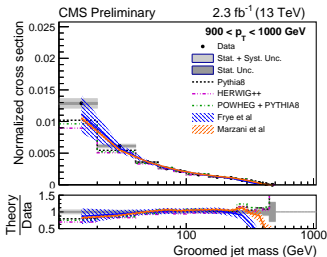 CMS Preliminary 2.3 fb⁻¹ (13 TeV)
Normalized cross section
0.025
0.02
0.015
0.01
0.005
0
900 < p_T < 1000 GeV
Data
Stat. + Syst. Unc.
Stat. Unc.
Pythia8
HERWIG++
POWHEG + PYTHIA8
Frye et al
Marzani et al
Theory
Data
1.5
1
0.5
100 1000
Groomed jet mass (GeV)